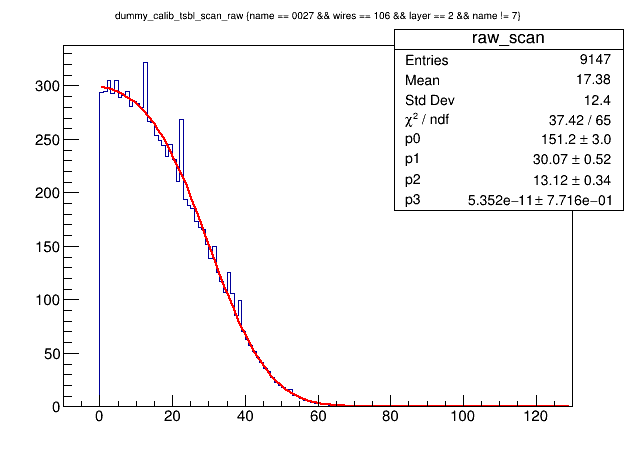 dummy_calib_tsbl_scan_raw {name == 0027 && wires == 106 && layer == 2 && name != 7}
raw_scan
Entries 9147
Mean 17.38
Std Dev 12.4
χ² / ndf 37.42 / 65
p0 151.2 ± 3.0
p1 30.07 ± 0.52
p2 13.12 ± 0.34
p3 5.352e−11 ± 7.716e−01
300
250
200
150
100
50
0
0 20 40 60 80 100 120